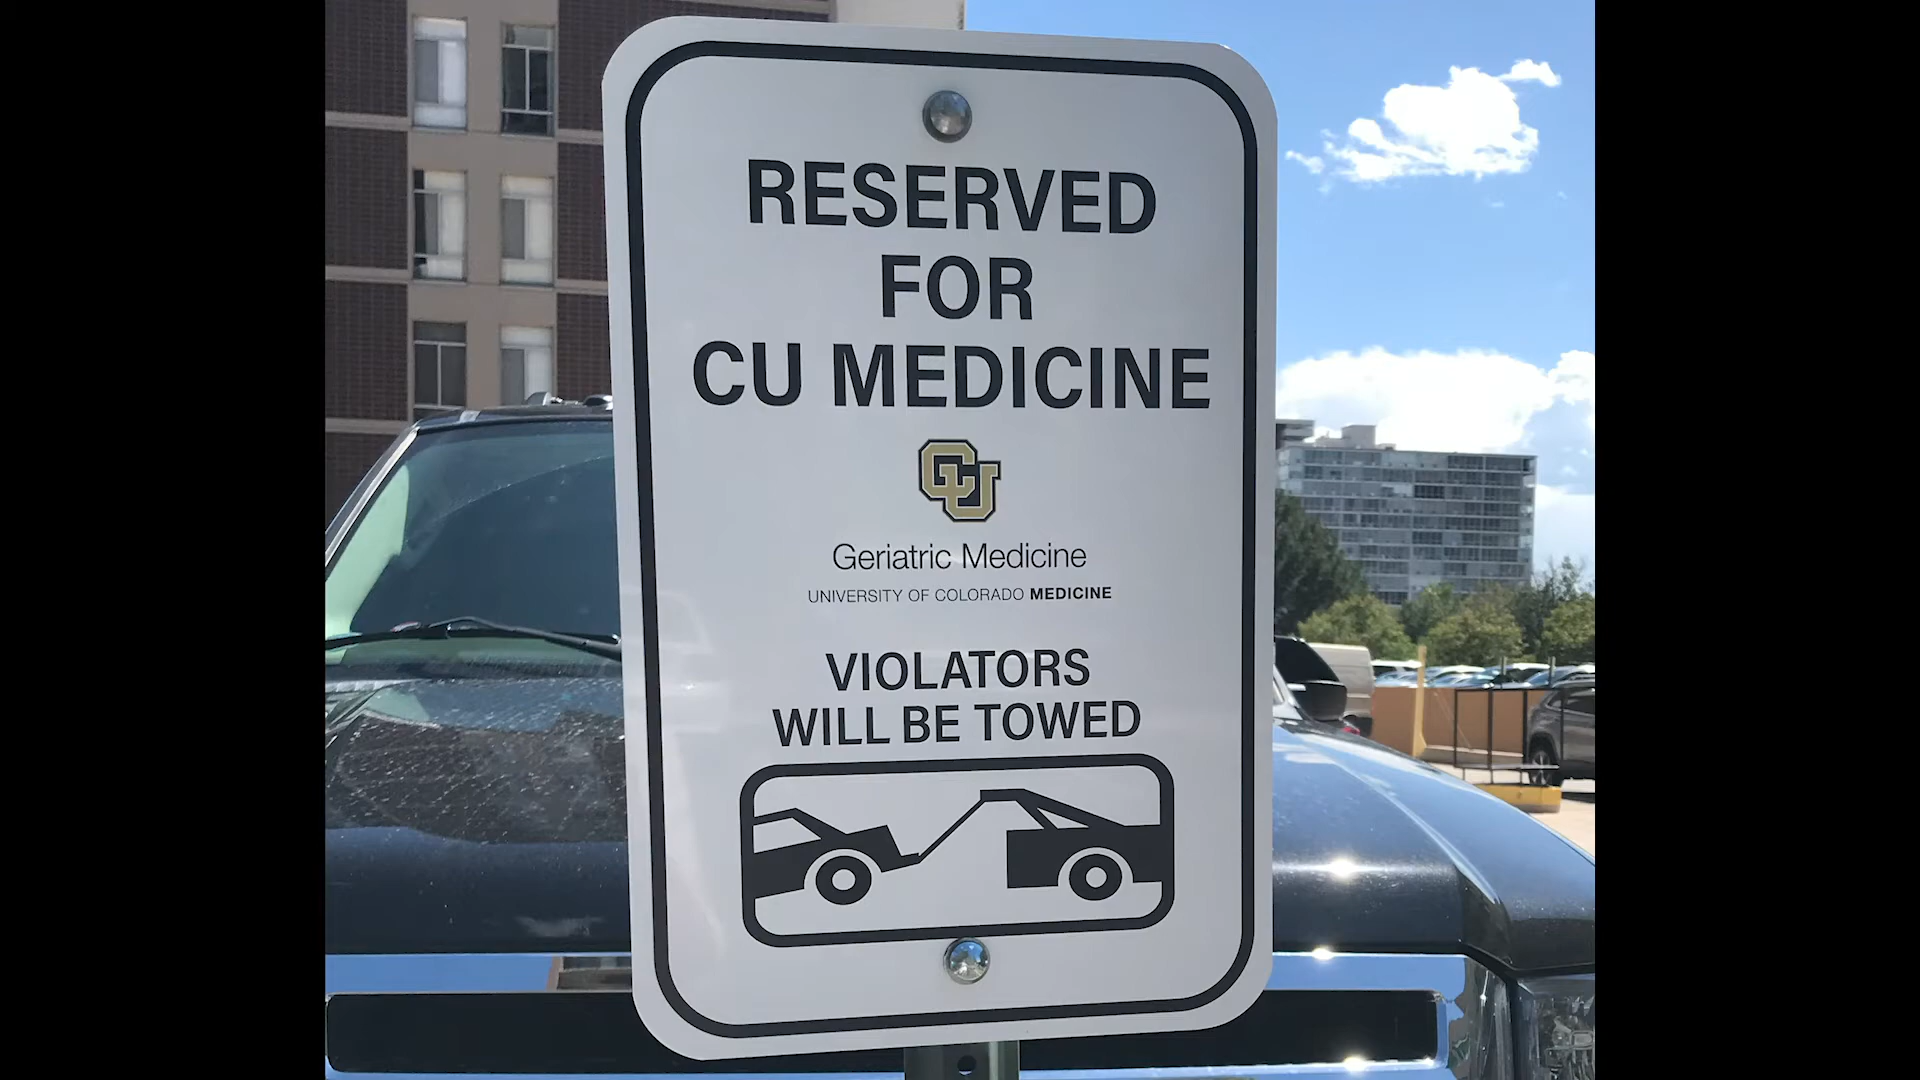 RESERVED
FOR
CU MEDICINE
CU
Geriatric Medicine
UNIVERSITY OF COLORADO MEDICINE
VIOLATORS
WILL BE TOWED